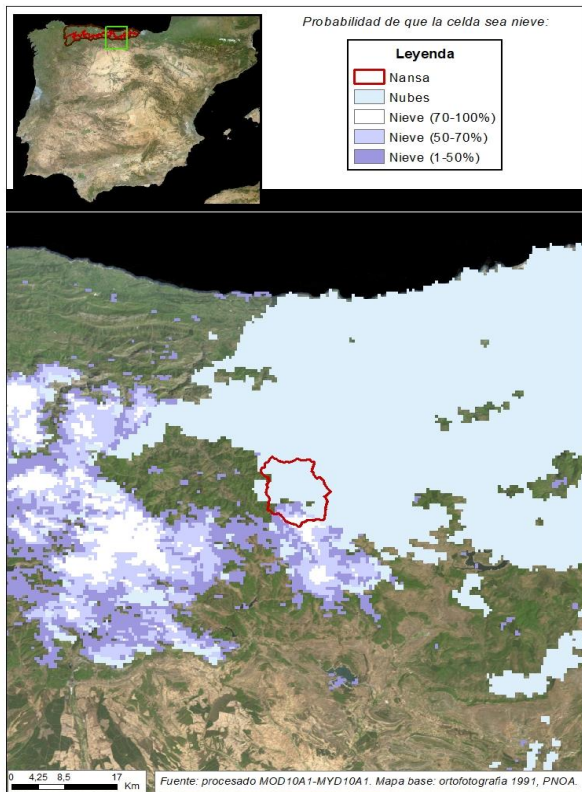 Probabilidad de que la celda sea nieve:
Leyenda
Nansa
Nubes
Nieve (70-100%)
Nieve (50-70%)
Nieve (1-50%)
0 4,25 8,5 17
Km
Fuente: procesado MOD10A1-MYD10A1. Mapa base: ortofotografía 1991, PNOA.